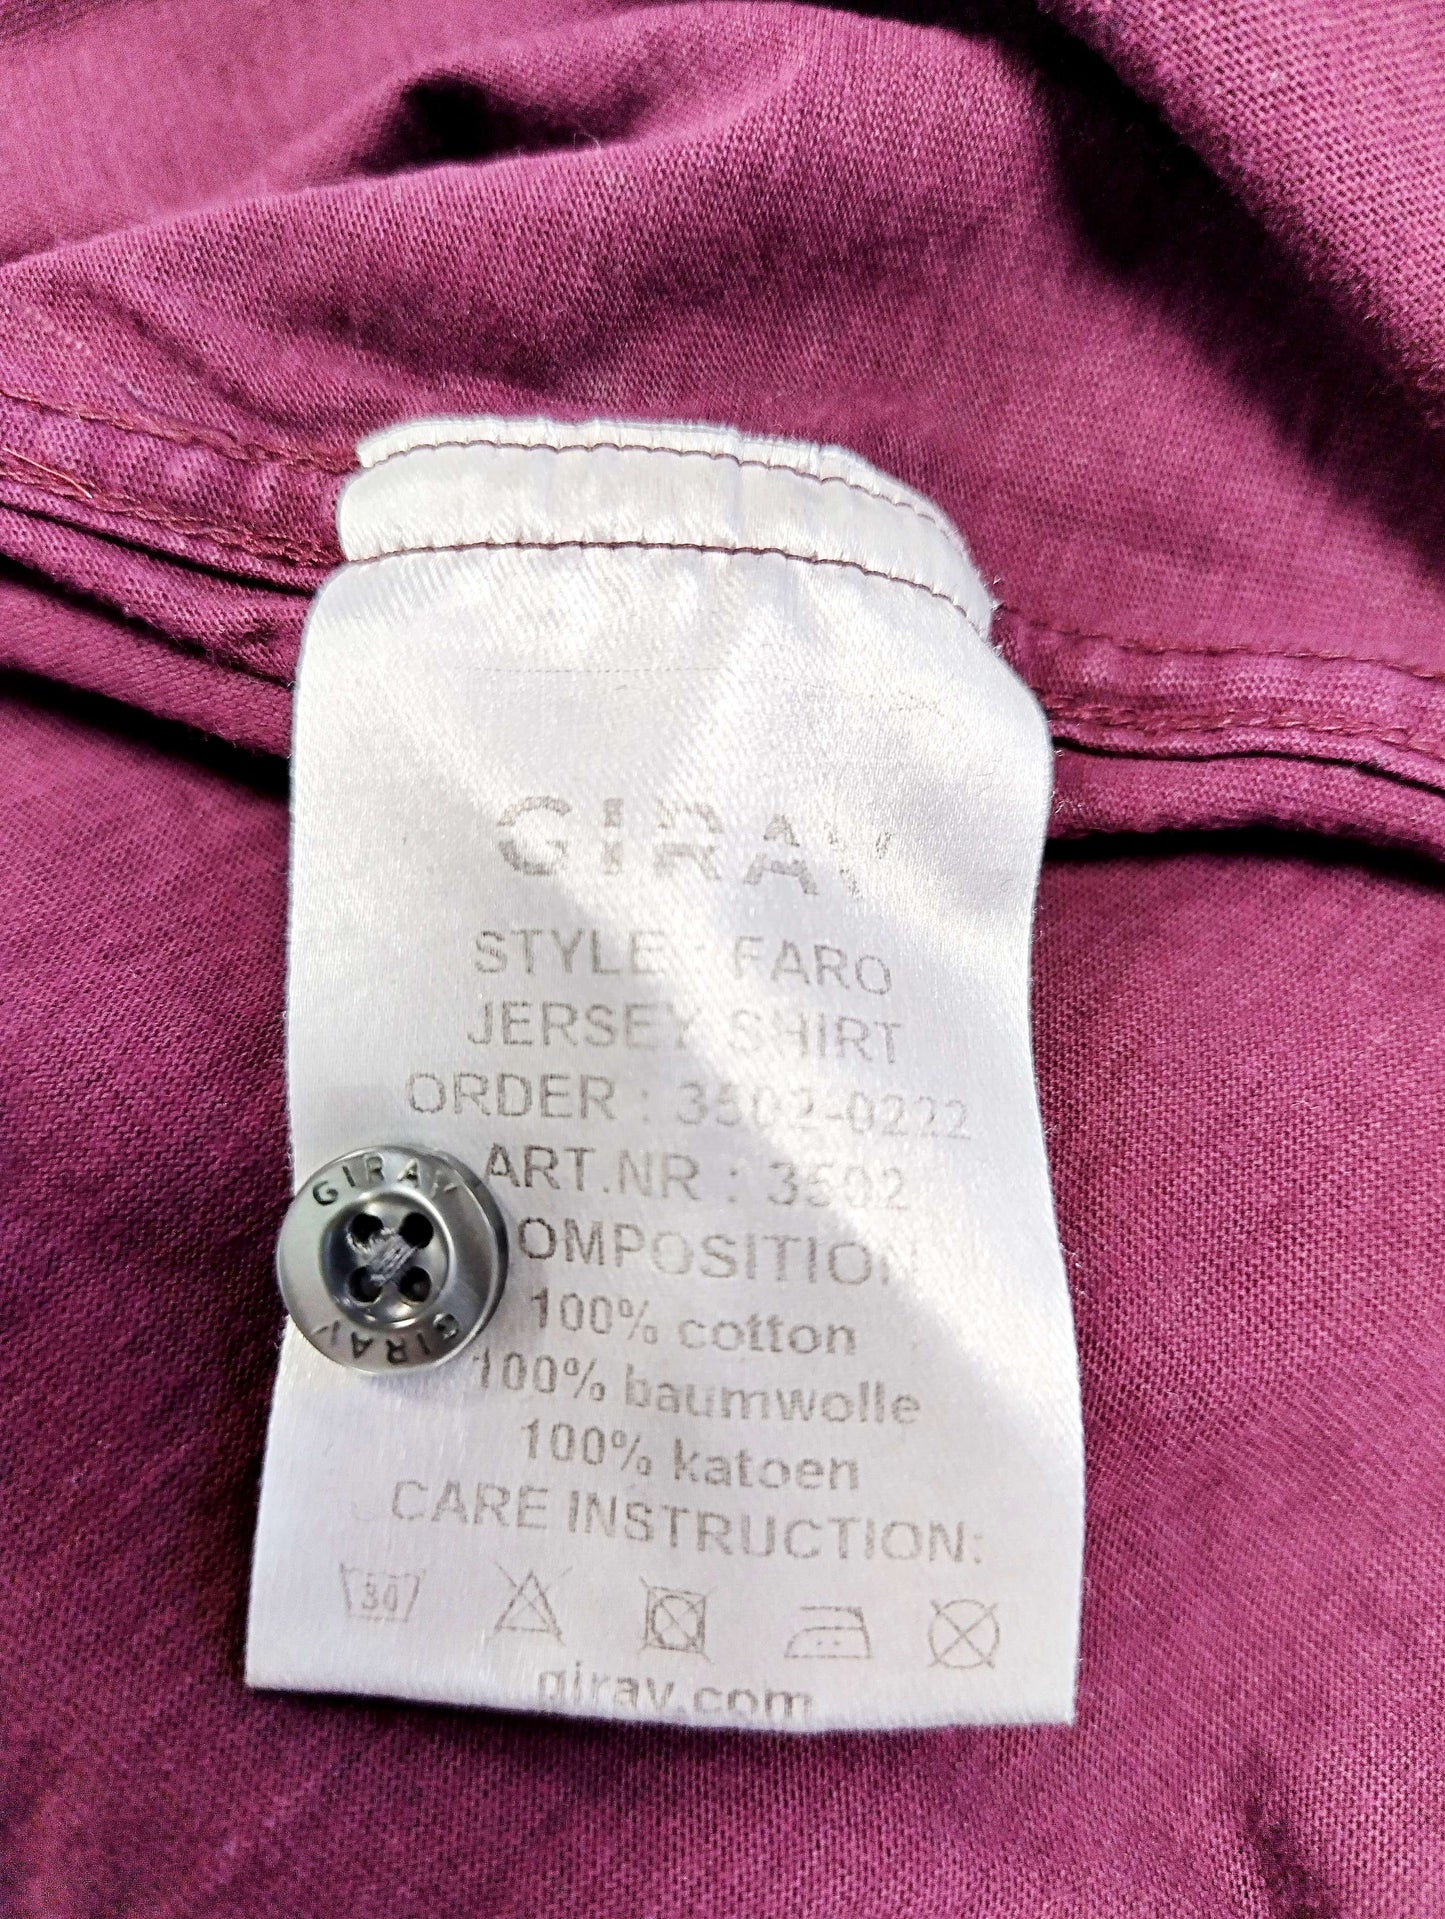 GIRAV
STYLE : FARO
JERSEY SHIRT
ORDER : 3502-0222
ART.NR : 3502
OMPOSITION
100% cotton
100% baumwolle
100% katoen
CARE INSTRUCTION:
30
girav.com
GIRAV
GIRAV